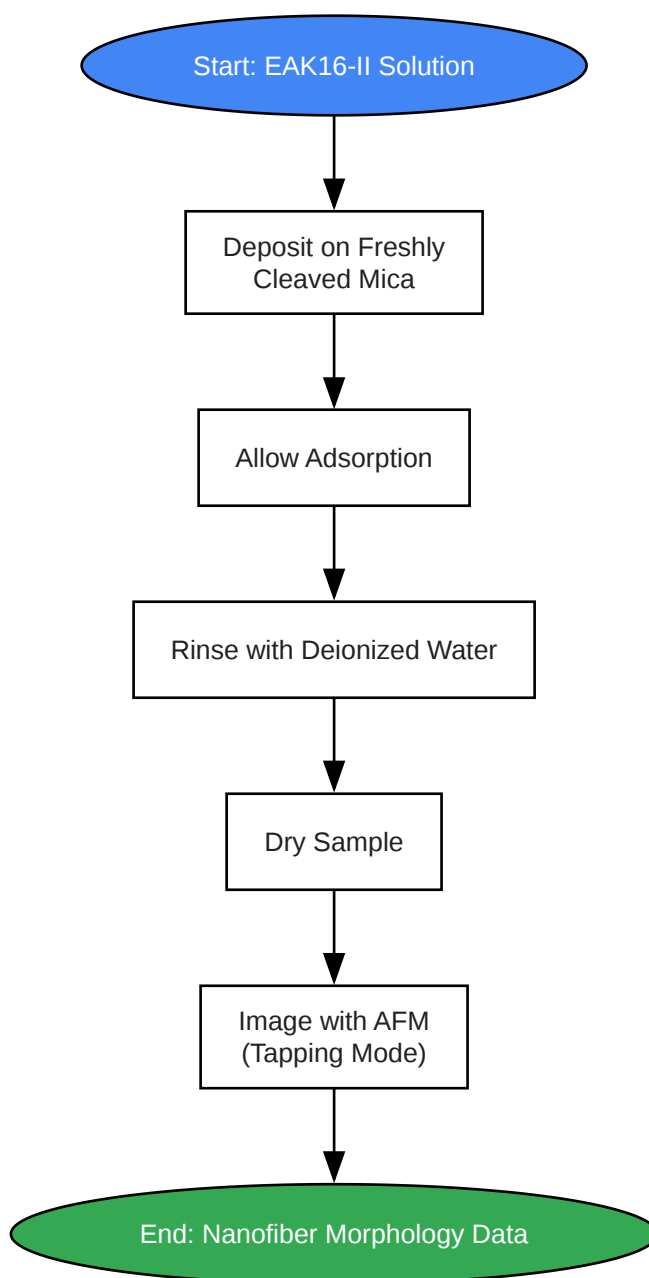 Start: EAK16-II Solution
Deposit on Freshly
Cleaved Mica
Allow Adsorption
Rinse with Deionized Water
Dry Sample
Image with AFM
(Tapping Mode)
End: Nanofiber Morphology Data